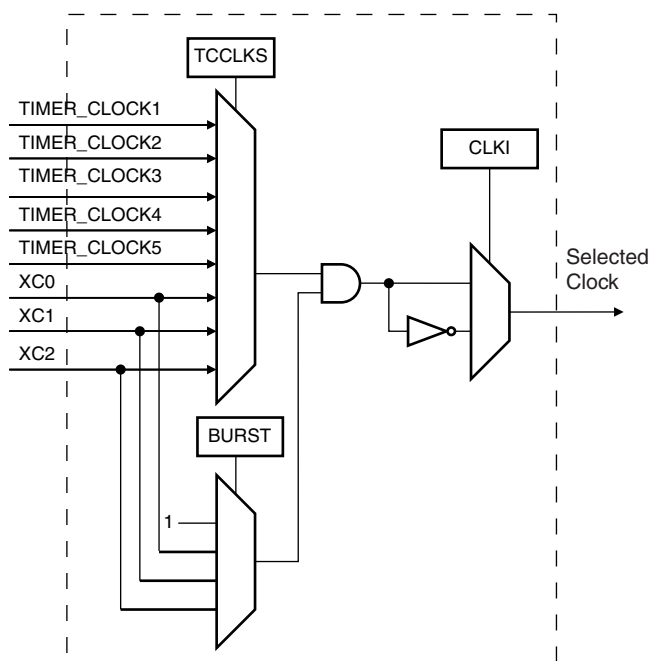 TCCLKS
TIMER_CLOCK1
TIMER_CLOCK2
TIMER_CLOCK3
TIMER_CLOCK4
TIMER_CLOCK5
XC0
XC1
XC2
CLKI
Selected
Clock
BURST
1